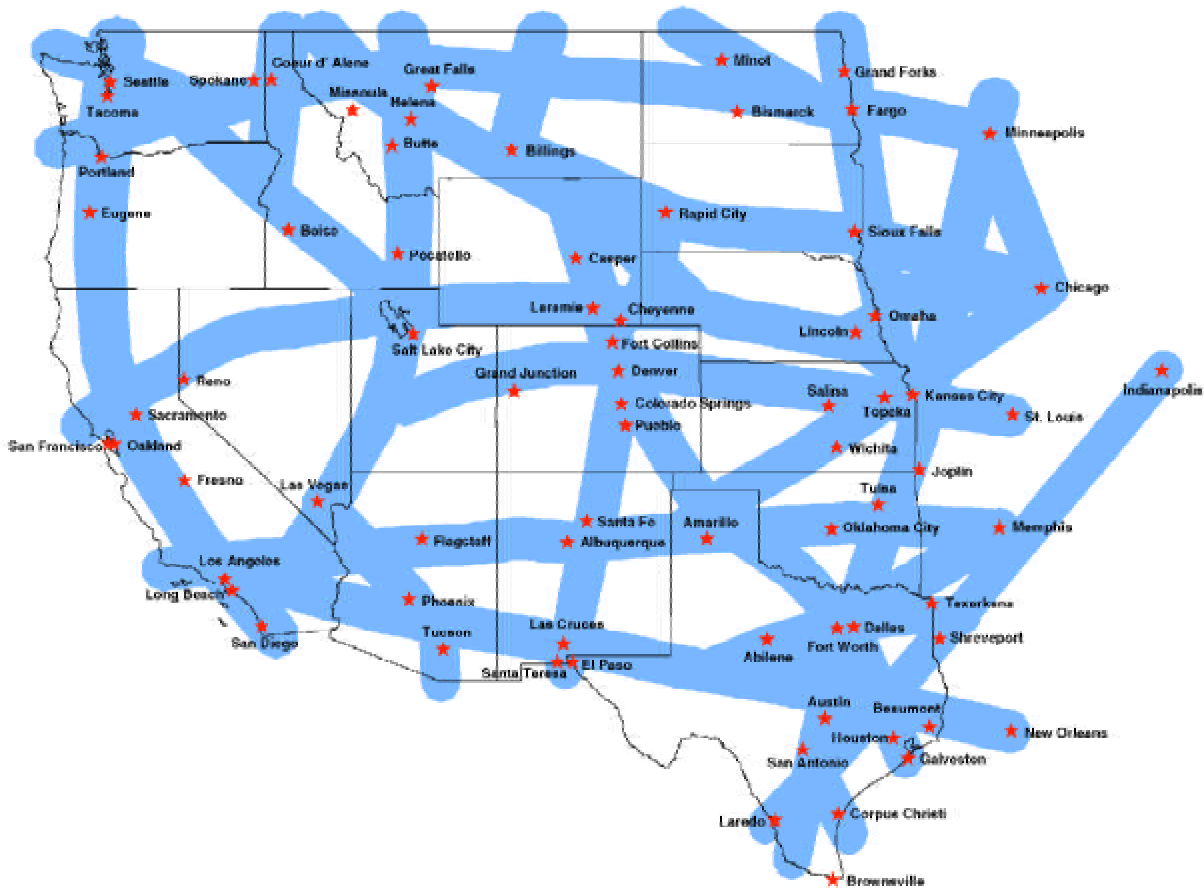 Minot
Coeur d' Alene
Grand Forks
Seattle
Spokane
Great Falls
Missoula
Tacoma
Helena
Bismarck
Fargo
Minneapolis
Butte
Billings
Portland
Eugene
Rapid City
Boise
Sioux Falls
Pocatello
Casper
Chicago
Laramie
Cheyenne
Omaha
Lincoln
Salt Lake City
Fort Collins
Grand Junction
Denver
Reno
Salina
Kansas City
Indianapolis
Colorado Springs
Topeka
Sacramento
St. Louis
Pueblo
San Francisco
Oakland
Wichita
Joplin
Fresno
Las Vegas
Tulsa
Santa Fe
Amarillo
Oklahoma City
Memphis
Flagstaff
Albuquerque
Los Angeles
Long Beach
Phoenix
Texarkana
Las Cruces
Tucson
Dallas
San Diego
Fort Worth
Shreveport
Abilene
Santa Teresa
El Paso
Austin
Beaumont
New Orleans
Houston
San Antonio
Galveston
Laredo
Corpus Christi
Brownsville